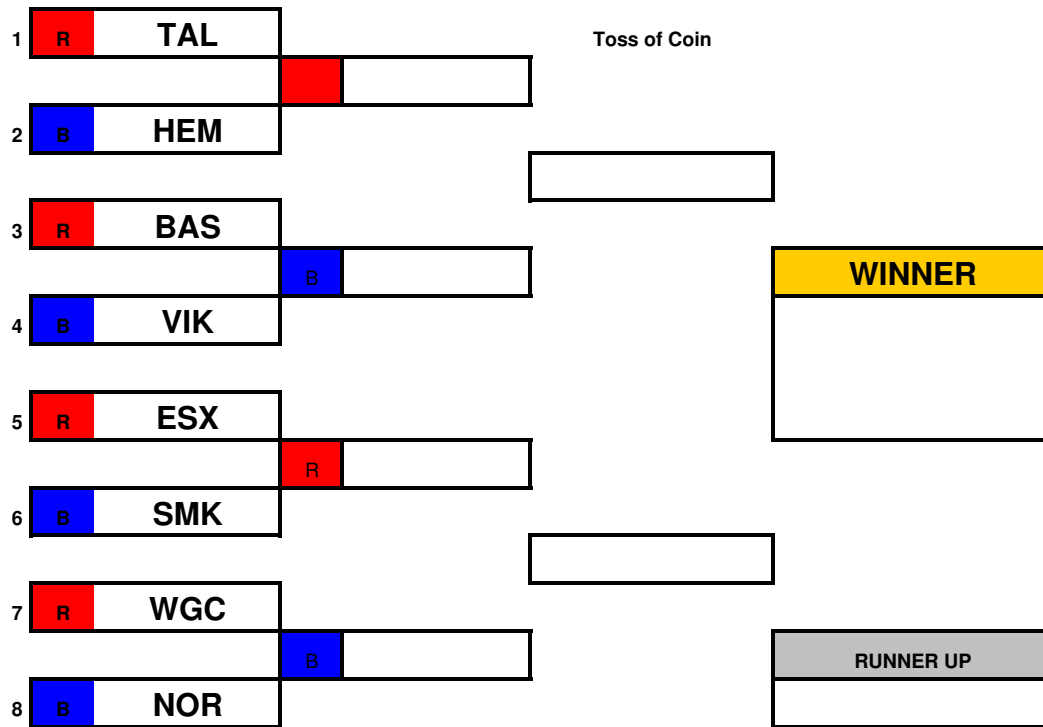 1 R TAL Toss of Coin
2 B HEM
3 R BAS
B WINNER
4 B VIK
5 R ESX
R
6 B SMK
7 R WGC
B RUNNER UP
8 B NOR